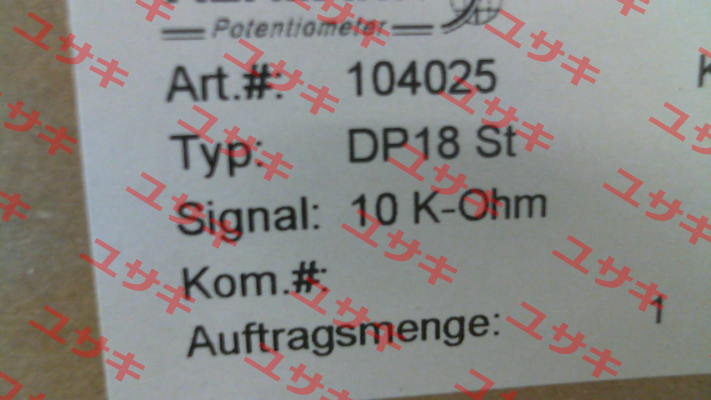 Potentiometer
Art.#: 104025
Typ: DP18 St
Signal: 10 K-Ohm
Kom.#:
Auftragsmenge: 1
ユサキ